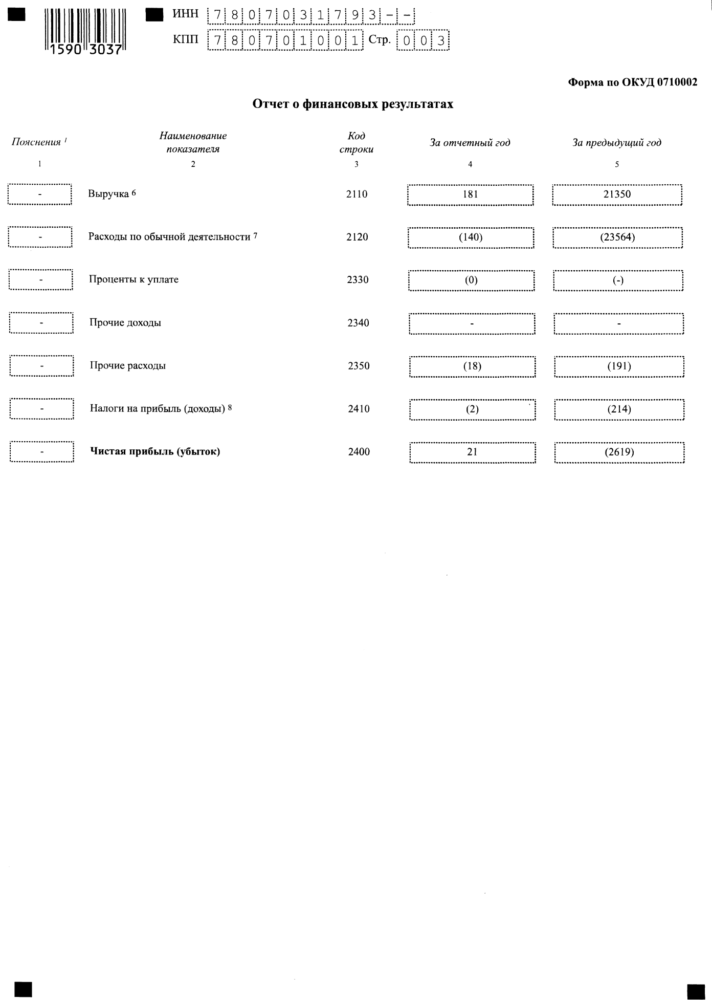 ИНН 7807031793--
1590 3037
КПП 780701001 Стр. 003
Форма по ОКУД 0710002
Отчет о финансовых результатах
Пояснения 1 Наименование показателя Код строки За отчетный год За предыдущий год
1 2 3 4 5
- Выручка 6 2110 181 21350
- Расходы по обычной деятельности 7 2120 (140) (23564)
- Проценты к уплате 2330 (0) (-)
- Прочие доходы 2340 - -
- Прочие расходы 2350 (18) (191)
- Налоги на прибыль (доходы) 8 2410 (2) (214)
- Чистая прибыль (убыток) 2400 21 (2619)